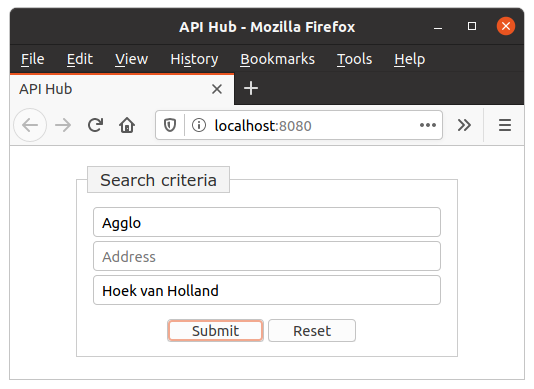 API Hub - Mozilla Firefox
File Edit View History Bookmarks Tools Help
API Hub
localhost:8080
Search criteria
Agglo
Address
Hoek van Holland
Submit Reset